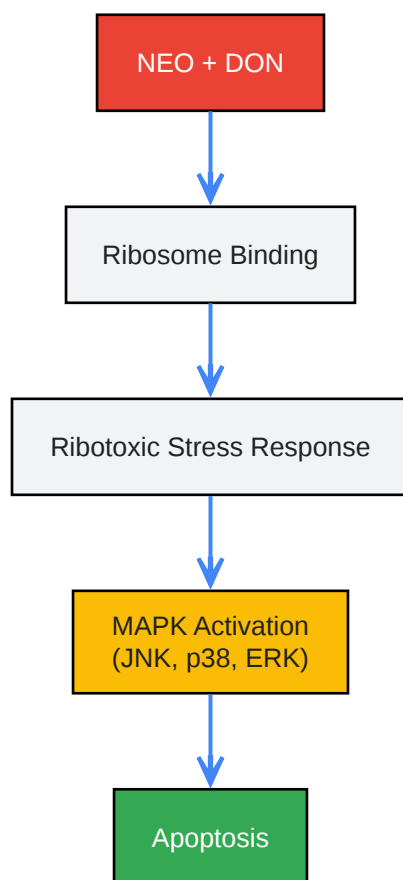 NEO + DON
Ribosome Binding
Ribotoxic Stress Response
MAPK Activation
(JNK, p38, ERK)
Apoptosis